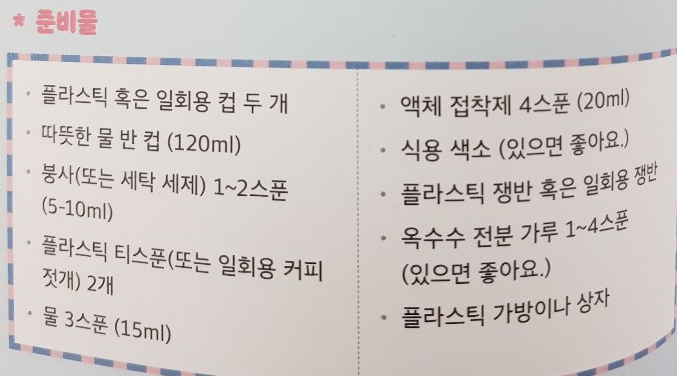 * 준비물
• 플라스틱 혹은 일회용 컵 두 개
• 따뜻한 물 반 컵 (120ml)
• 붕사(또는 세탁 세제) 1~2스푼
(5-10ml)
• 플라스틱 티스푼(또는 일회용 커피
젓개) 2개
• 물 3스푼 (15ml)
• 액체 접착제 4스푼 (20ml)
• 식용 색소 (있으면 좋아요.)
• 플라스틱 쟁반 혹은 일회용 쟁반
• 옥수수 전분 가루 1~4스푼
(있으면 좋아요.)
• 플라스틱 가방이나 상자